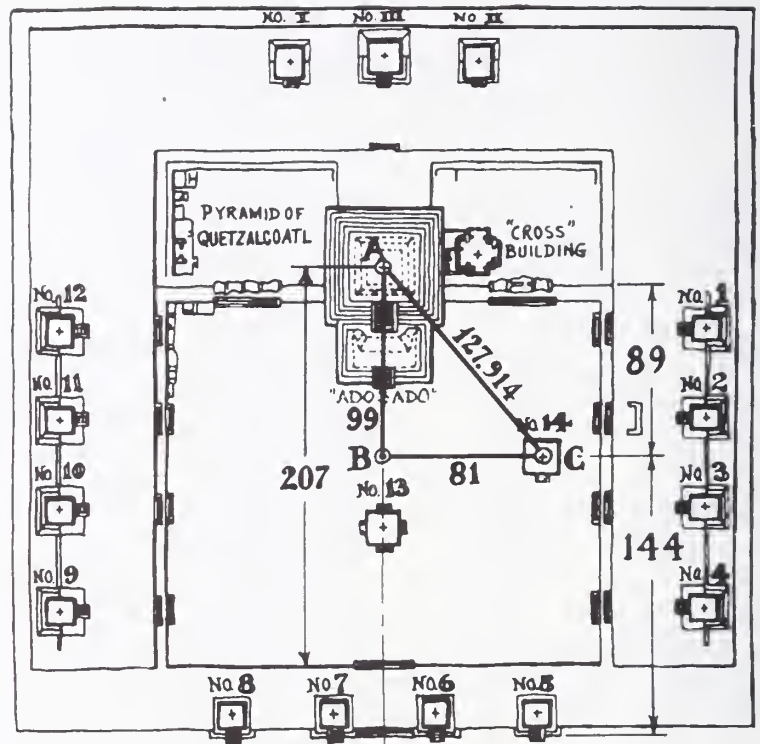 No. V
No. III
No II
PYRAMID OF
QUETZALCOATL
"CROSS"
BUILDING
A
No. 12
No. 1
127.914
89
No. 11
No. 2
99
No. 14
B
81
C
207
No. 10
No. 13
No. 3
144
No. 9
No. 4
No. 8
No. 7
No. 6
No. 5